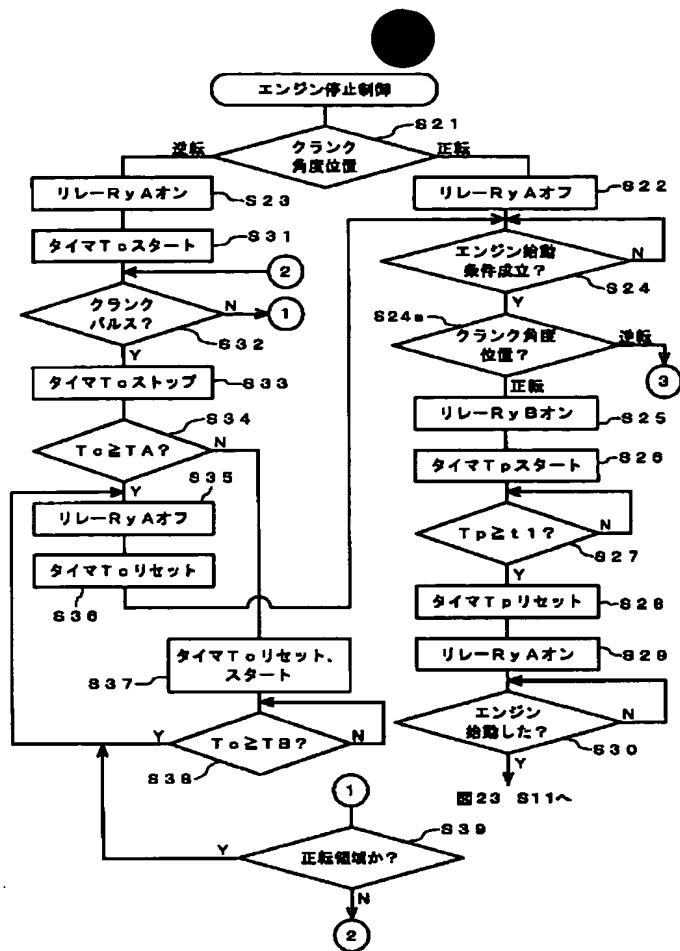 エンジン停止制御
S21
逆転
クランク
角度位置
正転
リレーRyAオン
S23
リレーRyAオフ
S22
タイマTcスタート
S31
エンジン始動
条件成立?
N
S24
Y
2
クランク
パルス?
N
1
S32
Y
S24a
クランク角度
位置?
逆転
3
正転
タイマTcストップ
S33
リレーRyBオン
S25
Tc≧TA?
S34
N
Y
タイマTpスタート
S26
S35
リレーRyAオフ
Tp≧t1?
N
S27
Y
タイマTcリセット
S36
タイマTpリセット
S28
リレーRyAオン
S29
タイマTcリセット、
スタート
S37
エンジン
始動した?
N
S30
Y
Tc≧TB?
Y
N
S38
図23 S11へ
1
S39
正転領域か?
Y
N
2